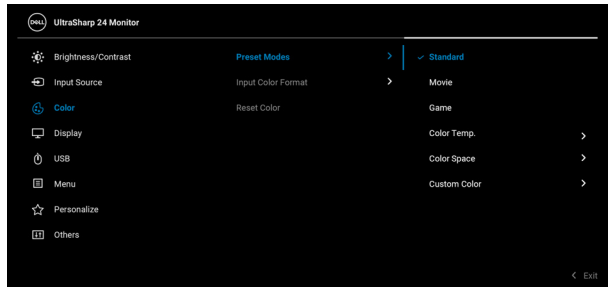 DELL UltraSharp 24 Monitor
Brightness/Contrast Preset Modes > ✓ Standard
Input Source Input Color Format > Movie
Color Reset Color Game
Display Color Temp. >
USB Color Space >
Menu Custom Color >
Personalize
Others
< Exit